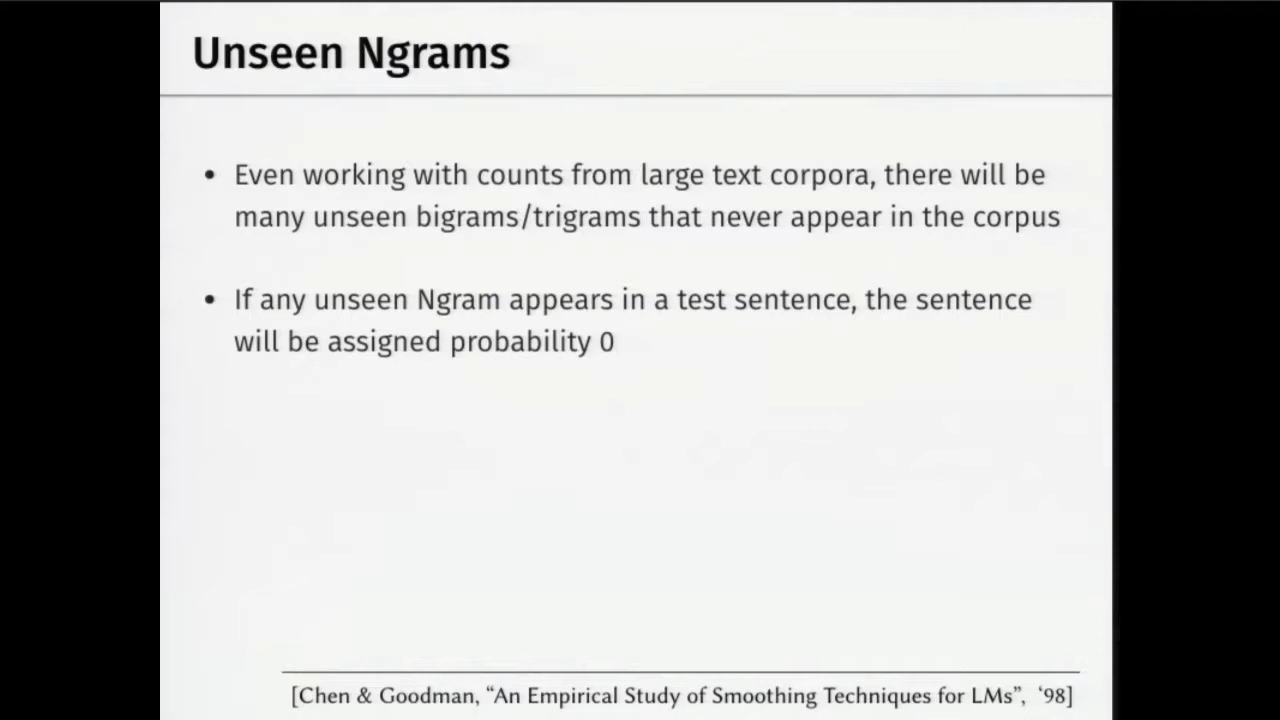 Unseen Ngrams
• Even working with counts from large text corpora, there will be
many unseen bigrams/trigrams that never appear in the corpus
• If any unseen Ngram appears in a test sentence, the sentence
will be assigned probability 0
[Chen & Goodman, “An Empirical Study of Smoothing Techniques for LMs”, ‘98]